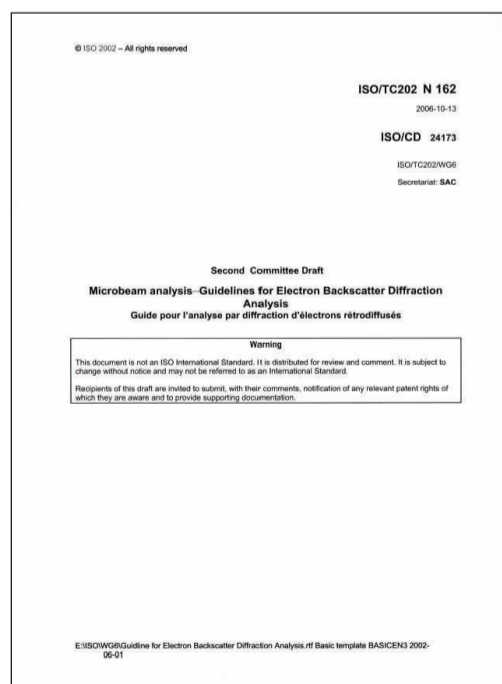 © ISO 2002 – All rights reserved
ISO/TC202 N 162
2006-10-13
ISO/CD 24173
ISO/TC202/WG6
Secretariat: SAC
Second Committee Draft
Microbeam analysis–Guidelines for Electron Backscatter Diffraction
Analysis
Guide pour l'analyse par diffraction d'électrons rétrodiffusés
Warning
This document is not an ISO International Standard. It is distributed for review and comment. It is subject to
change without notice and may not be referred to as an International Standard.
Recipients of this draft are invited to submit, with their comments, notification of any relevant patent rights of
which they are aware and to provide supporting documentation.
E:\ISO\WG6\Guidline for Electron Backscatter Diffraction Analysis.rtf Basic template BASICEN3 2002-
06-01